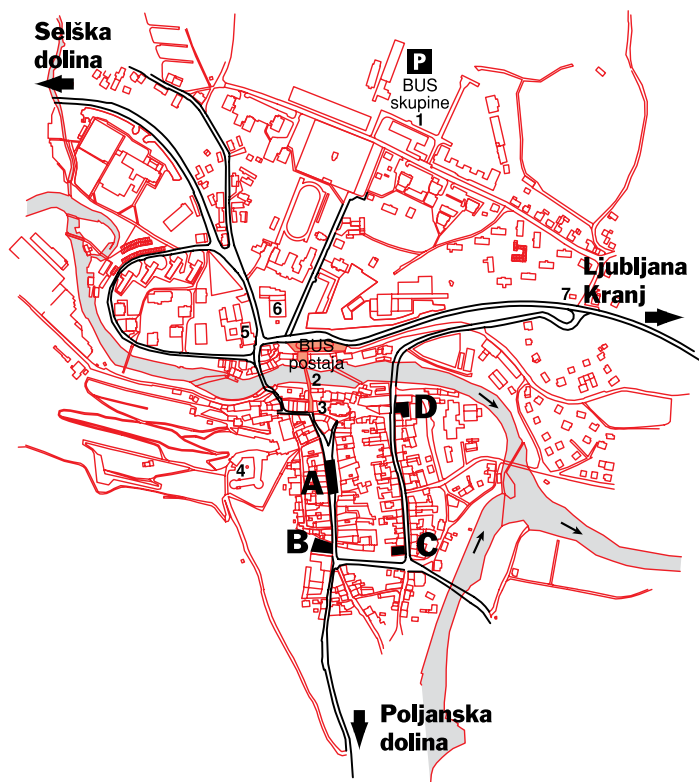 Selška
dolina
P
BUS
skupine
1
Ljubljana
Kranj
7
6
5
BUS
postaja
2
3
D
4
A
B
C
Poljanska
dolina